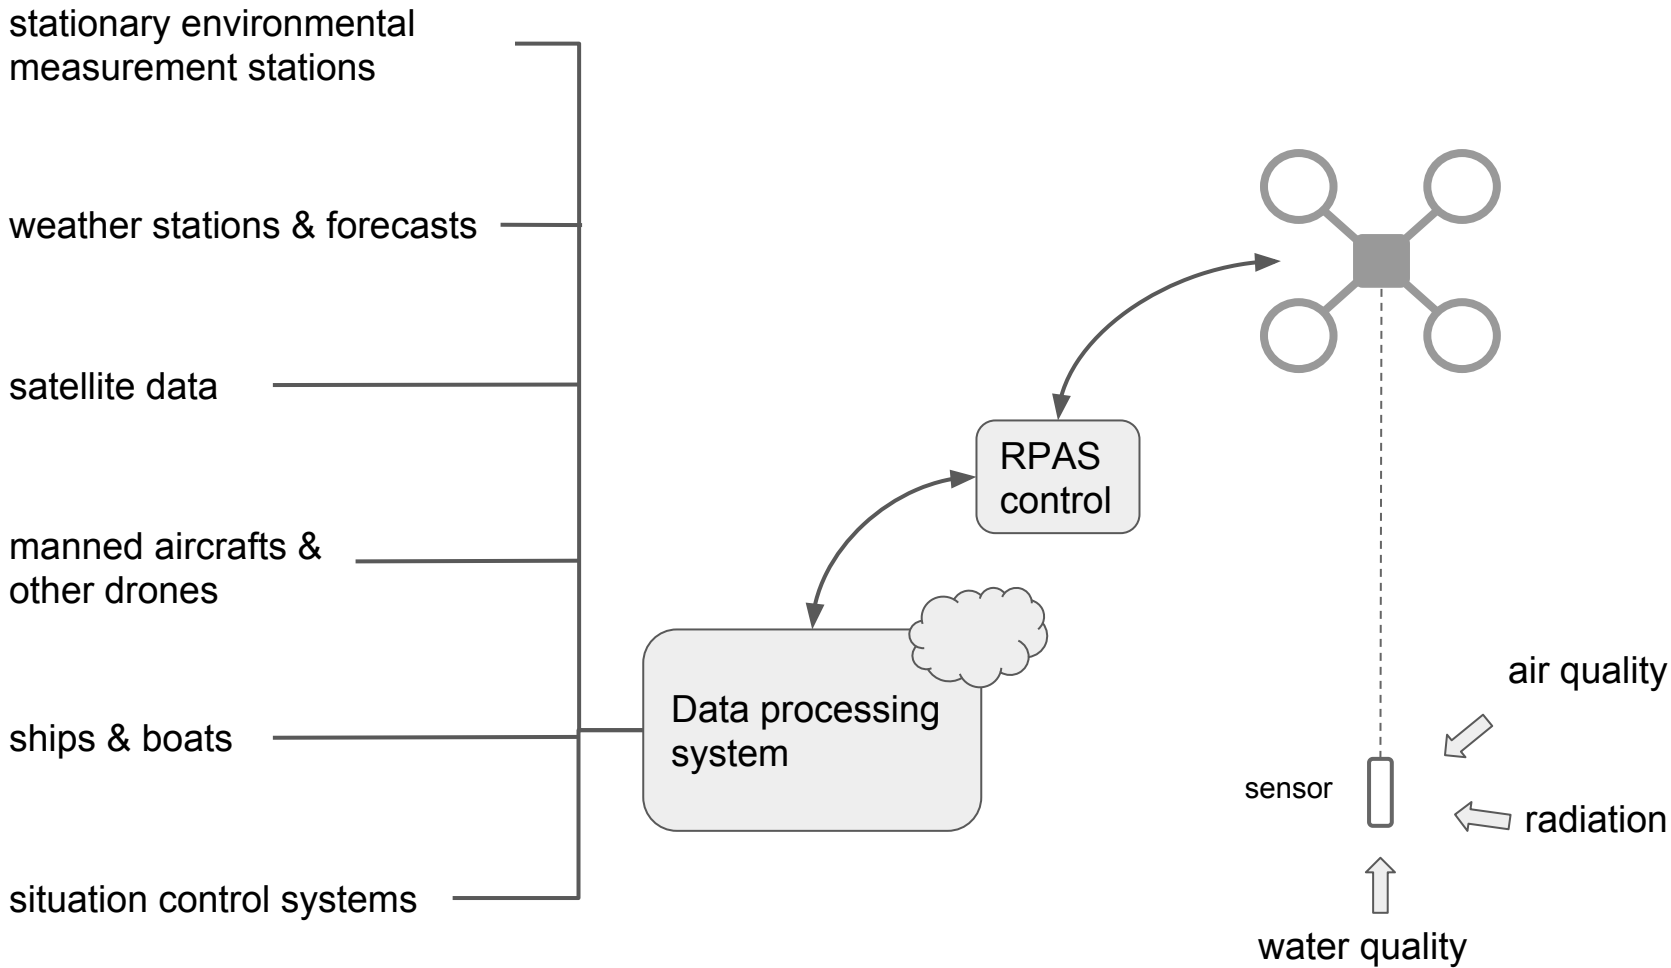 stationary environmental
measurement stations
weather stations & forecasts
satellite data
manned aircrafts &
other drones
ships & boats
situation control systems
Data processing
system
RPAS
control
sensor
air quality
radiation
water quality